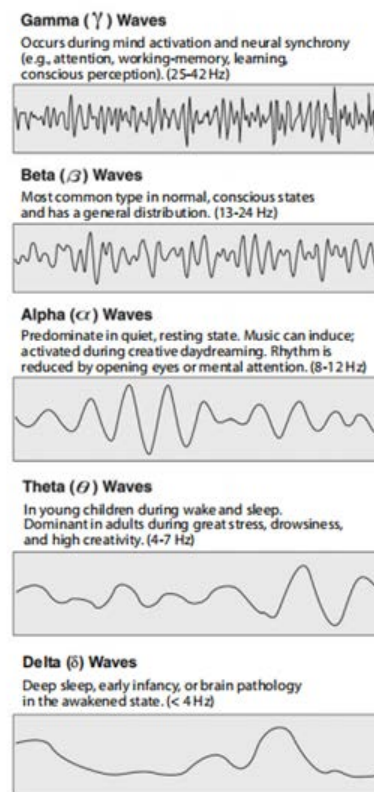 Gamma (γ) Waves
Occurs during mind activation and neural synchrony
(e.g., attention, working-memory, learning,
conscious perception). (25-42 Hz)
Beta (β) Waves
Most common type in normal, conscious states
and has a general distribution. (13-24 Hz)
Alpha (α) Waves
Predominate in quiet, resting state. Music can induce;
activated during creative daydreaming. Rhythm is
reduced by opening eyes or mental attention. (8-12 Hz)
Theta (θ) Waves
In young children during wake and sleep.
Dominant in adults during great stress, drowsiness,
and high creativity. (4-7 Hz)
Delta (δ) Waves
Deep sleep, early infancy, or brain pathology
in the awakened state. (< 4 Hz)